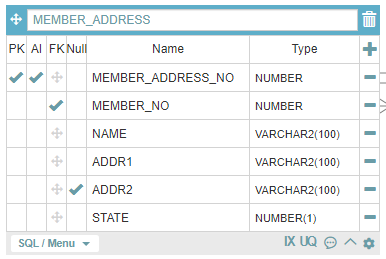 MEMBER_ADDRESS
PK AI FK Null Name Type
MEMBER_ADDRESS_NO NUMBER
MEMBER_NO NUMBER
NAME VARCHAR2(100)
ADDR1 VARCHAR2(100)
ADDR2 VARCHAR2(100)
STATE NUMBER(1)
SQL / Menu IX UQ